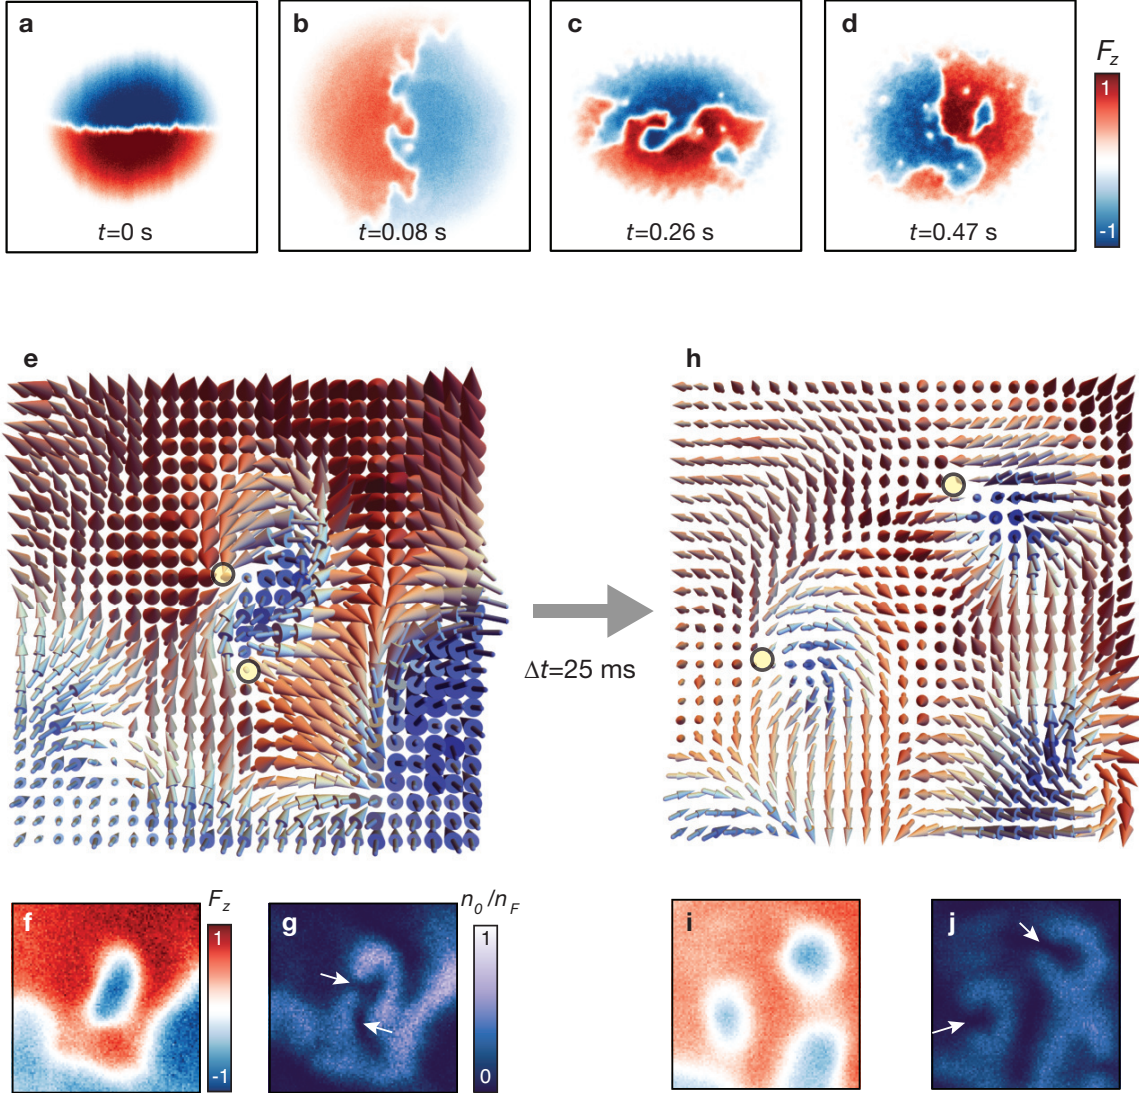 a
b
c
d
F_z
1
-1
t=0 s
t=0.08 s
t=0.26 s
t=0.47 s
e
h
Δt=25 ms
f
F_z
1
-1
g
n_0/n_F
1
0
i
j